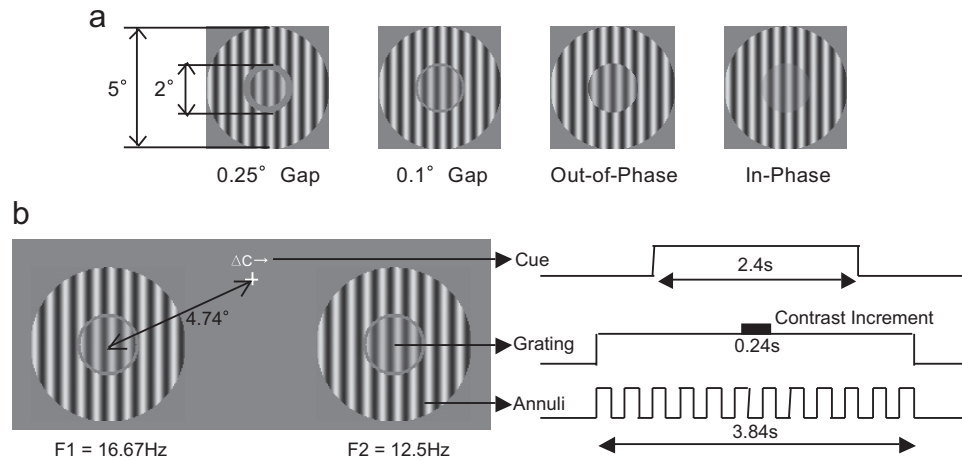 a
5°
2°
0.25° Gap
0.1° Gap
Out-of-Phase
In-Phase
b
ΔC→
4.74°
F1 = 16.67Hz
F2 = 12.5Hz
Cue
2.4s
Contrast Increment
Grating
0.24s
Annuli
3.84s